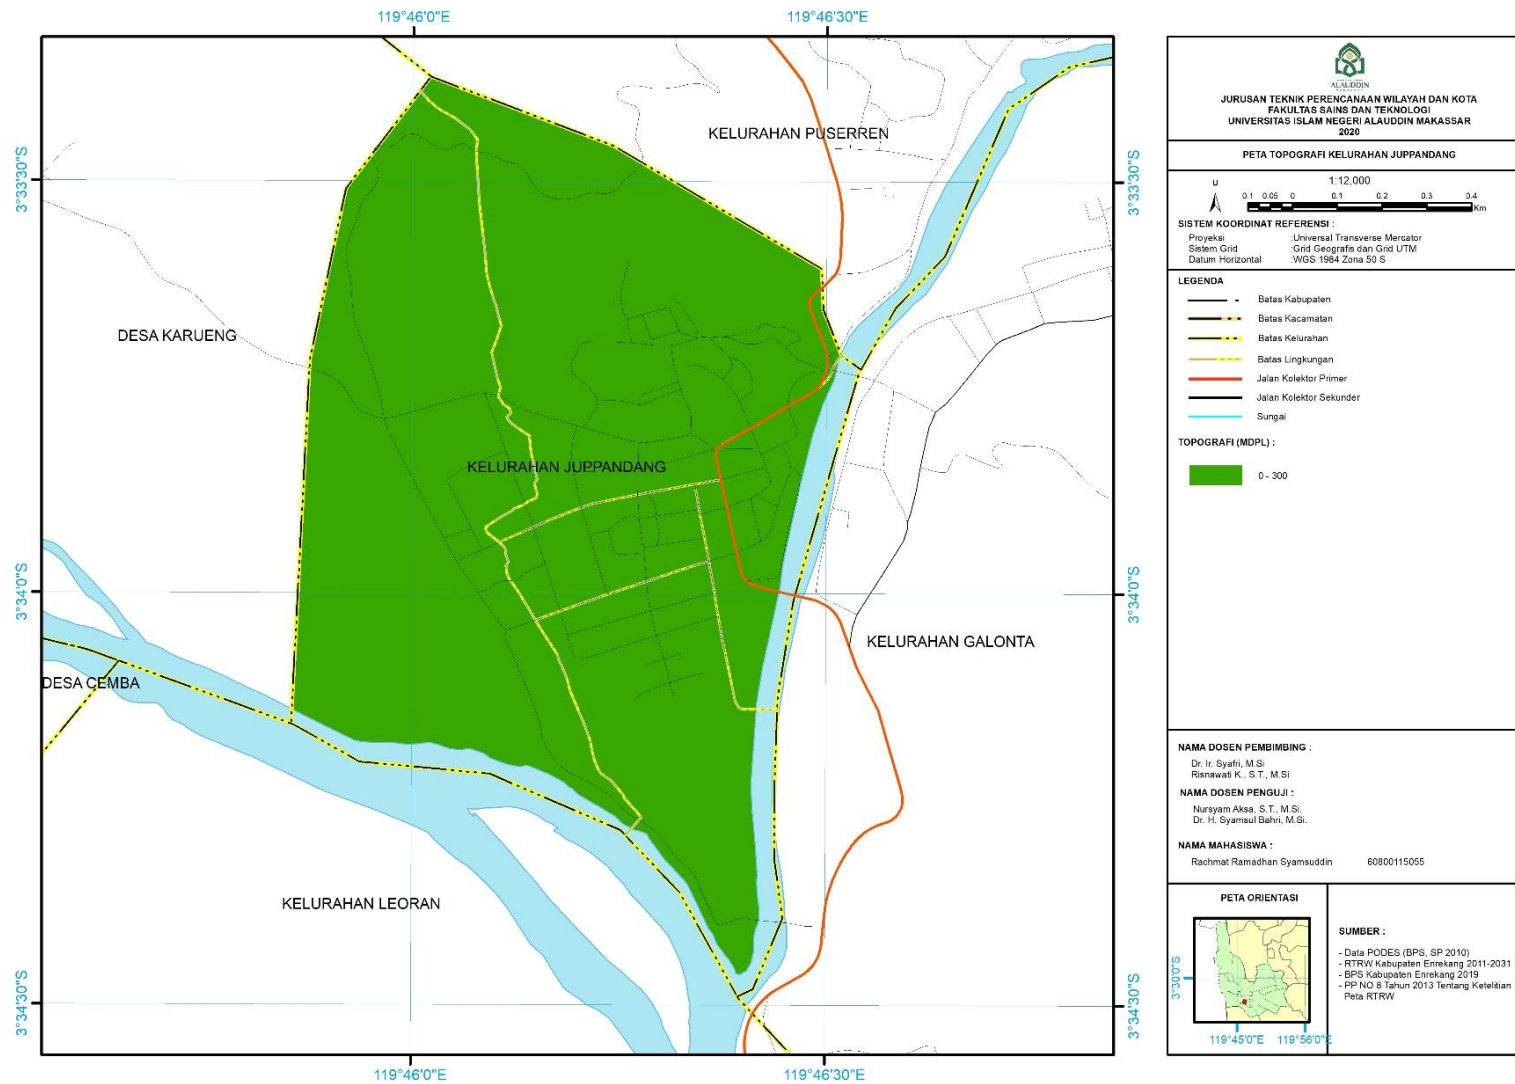 119°46'0"E
119°46'30"E
3°33'30"S
3°33'30"S
KELURAHAN PUSERREN
DESA KARUENG
KELURAHAN JUPPANDANG
3°34'0"S
3°34'0"S
KELURAHAN GALONTA
DESA CEMBA
KELURAHAN LEORAN
3°34'30"S
3°34'30"S
119°46'0"E
119°46'30"E
ALAUDDIN
JURUSAN TEKNIK PERENCANAAN WILAYAH DAN KOTA
FAKULTAS SAINS DAN TEKNOLOGI
UNIVERSITAS ISLAM NEGERI ALAUDDIN MAKASSAR
2020
PETA TOPOGRAFI KELURAHAN JUPPANDANG
U
1:12,000
0.1 0.05 0 0.1 0.2 0.3 0.4
Km
SISTEM KOORDINAT REFERENSI :
Proyeksi :Universal Transverse Mercator
Sistem Grid :Grid Geografis dan Grid UTM
Datum Horizontal :WGS 1984 Zona 50 S
LEGENDA
Batas Kabupaten
Batas Kacamatan
Batas Kelurahan
Batas Lingkungan
Jalan Kolektor Primer
Jalan Kolektor Sekunder
Sungai
TOPOGRAFI (MDPL) :
0 - 300
NAMA DOSEN PEMBIMBING :
Dr. Ir. Syafri, M.Si
Risnawati K., S.T., M.Si
NAMA DOSEN PENGUJI :
Nursyam Aksa, S.T., M.Si.
Dr. H. Syamsul Bahri, M.Si.
NAMA MAHASISWA :
Rachmat Ramadhan Syamsuddin 60800115055
PETA ORIENTASI
3°30'0"S
119°45'0"E 119°56'0"E
SUMBER :
- Data PODES (BPS, SP 2010)
- RTRW Kabupaten Enrekang 2011-2031
- BPS Kabupaten Enrekang 2019
- PP NO 8 Tahun 2013 Tentang Ketelitian
Peta RTRW